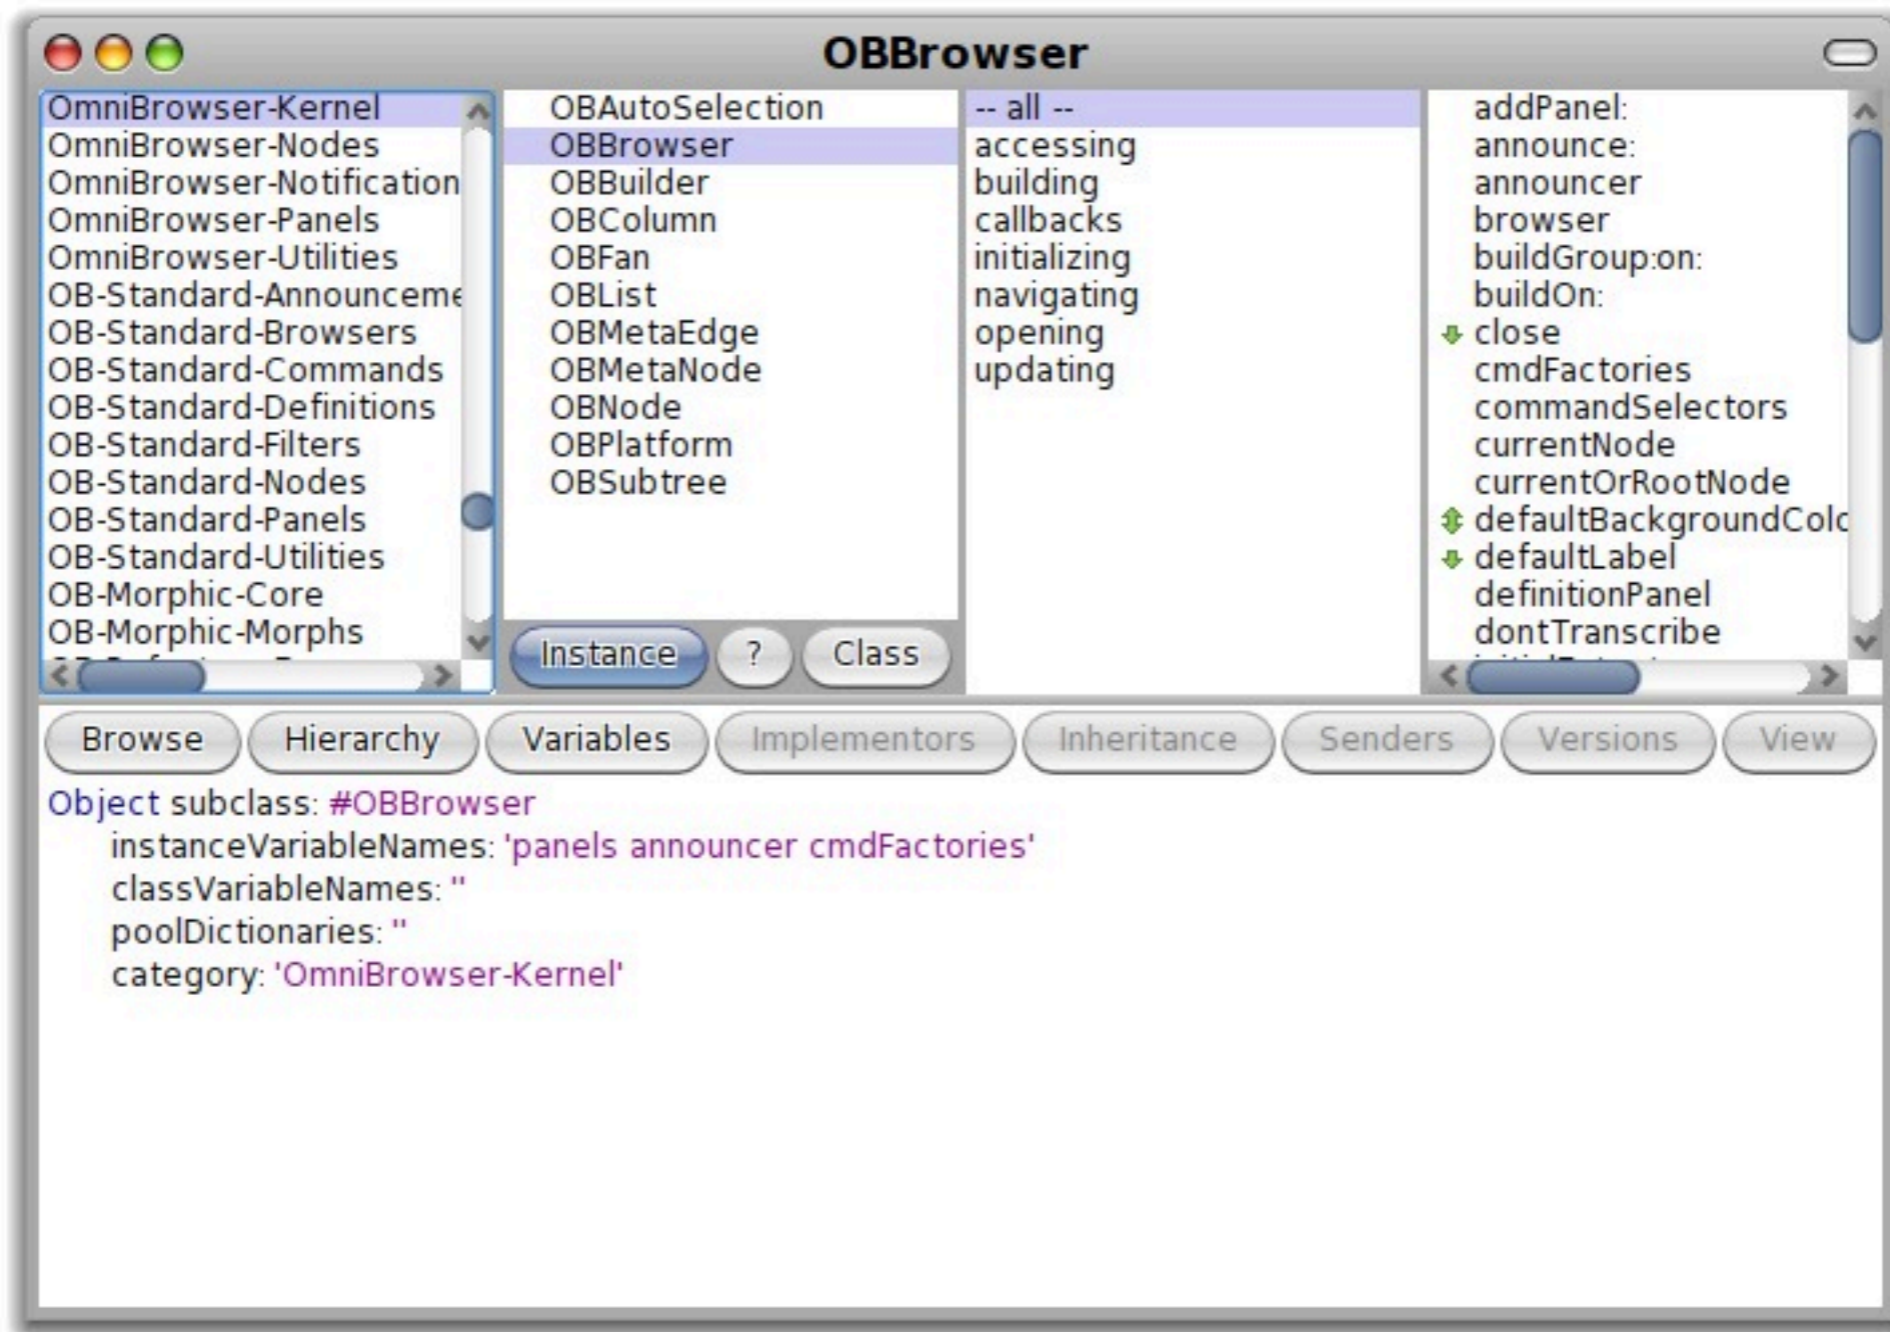 OBBrowser
OmniBrowser-Kernel
OmniBrowser-Nodes
OmniBrowser-Notification
OmniBrowser-Panels
OmniBrowser-Utilities
OB-Standard-Announceme
OB-Standard-Browsers
OB-Standard-Commands
OB-Standard-Definitions
OB-Standard-Filters
OB-Standard-Nodes
OB-Standard-Panels
OB-Standard-Utilities
OB-Morphic-Core
OB-Morphic-Morphs
OBAutoSelection
OBBrowser
OBBuilder
OBColumn
OBFan
OBList
OBMetaEdge
OBMetaNode
OBNode
OBPlatform
OBSubtree
Instance ? Class
-- all --
accessing
building
callbacks
initializing
navigating
opening
updating
addPanel:
announce:
announcer
browser
buildGroup:on:
buildOn:
close
cmdFactories
commandSelectors
currentNode
currentOrRootNode
defaultBackgroundColo
defaultLabel
definitionPanel
dontTranscribe
Browse Hierarchy Variables Implementors Inheritance Senders Versions View
Object subclass: #OBBrowser
instanceVariableNames: 'panels announcer cmdFactories'
classVariableNames: ''
poolDictionaries: ''
category: 'OmniBrowser-Kernel'